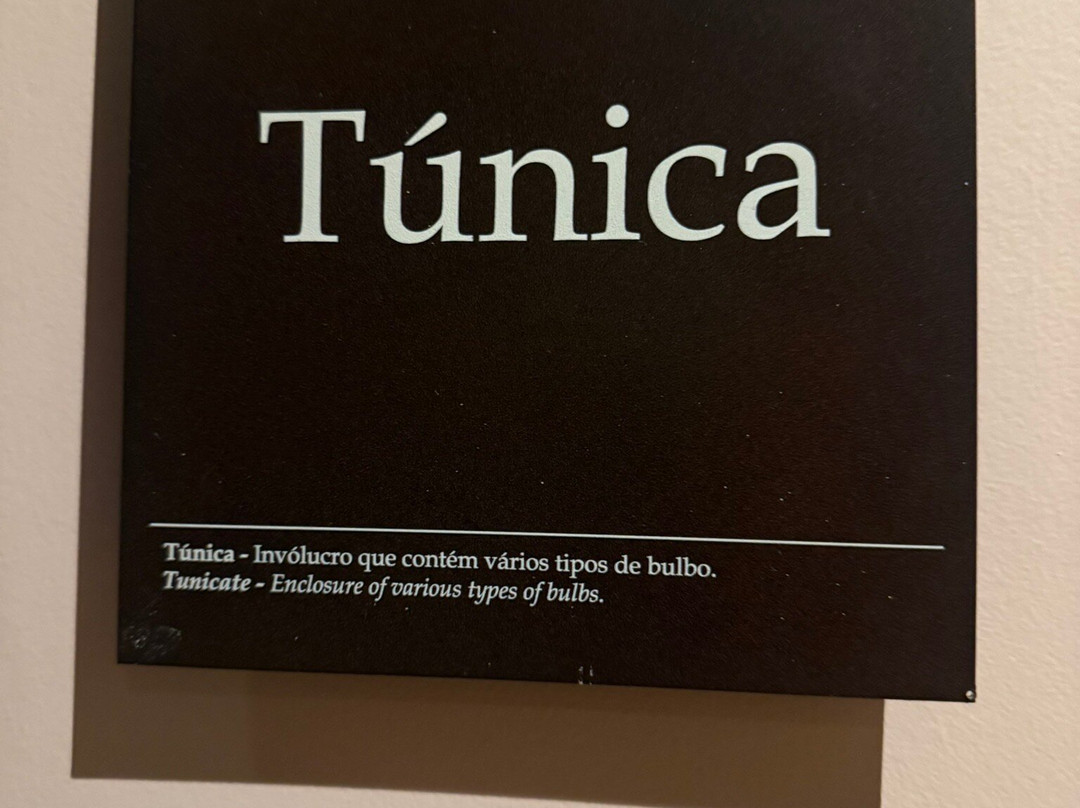 Túnica
Túnica - Invólucro que contém vários tipos de bulbo.
Tunicate - Enclosure of various types of bulbs.